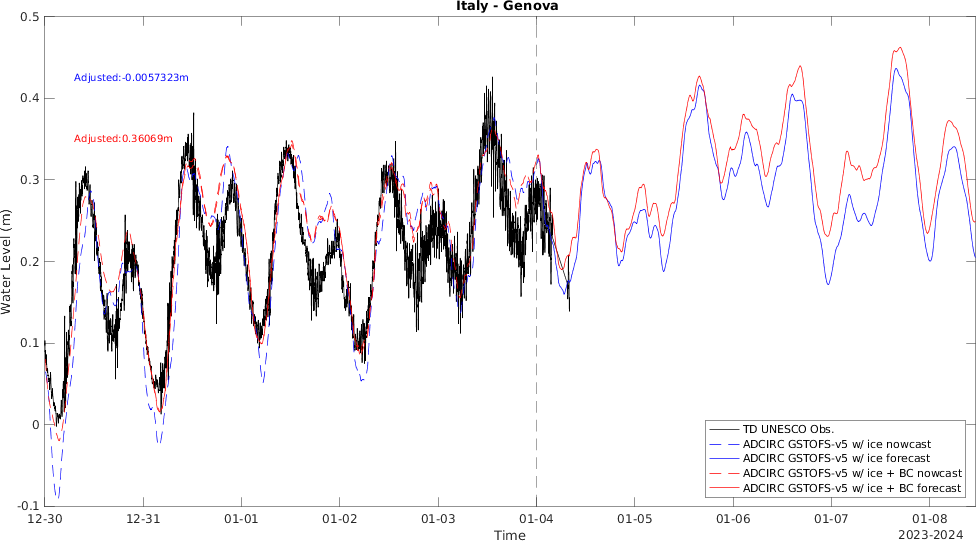 Italy - Genova
0.5
0.4
0.3
0.2
0.1
0
-0.1
Water Level (m)
Adjusted:-0.0057323m
Adjusted:0.36069m
TD UNESCO Obs.
ADCIRC GSTOFS-v5 w/ ice nowcast
ADCIRC GSTOFS-v5 w/ ice forecast
ADCIRC GSTOFS-v5 w/ ice + BC nowcast
ADCIRC GSTOFS-v5 w/ ice + BC forecast
12-30 12-31 01-01 01-02 01-03 01-04 01-05 01-06 01-07 01-08
Time
2023-2024